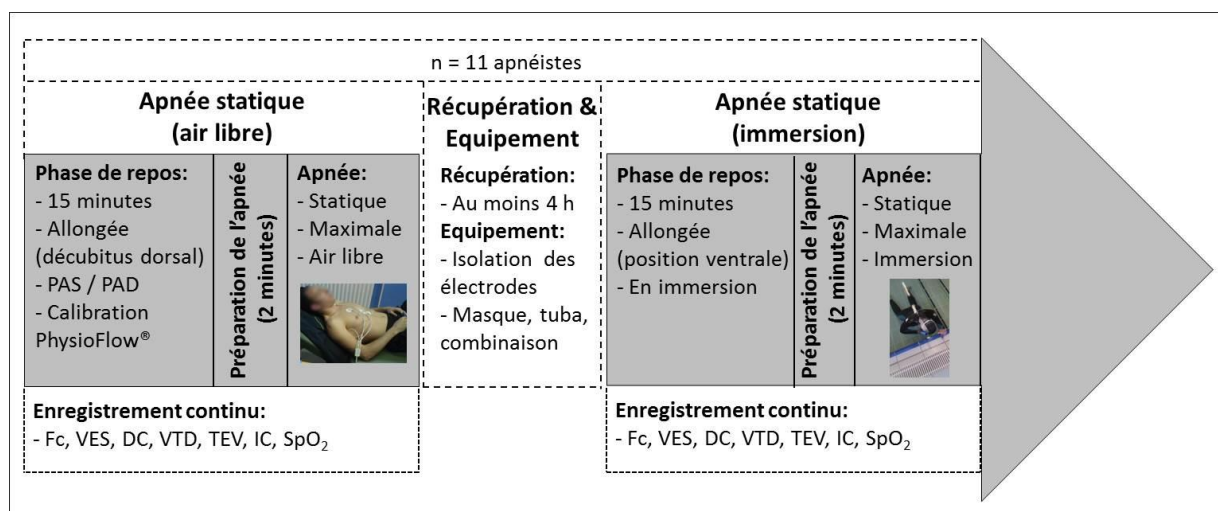 n = 11 apnéistes
Apnée statique
(air libre)
Phase de repos:
- 15 minutes
- Allongée
(décubitus dorsal)
- PAS / PAD
- Calibration
PhysioFlow®
Préparation de l'apnée
(2 minutes)
Apnée:
- Statique
- Maximale
- Air libre
Enregistrement continu:
- Fc, VES, DC, VTD, TEV, IC, SpO₂
Récupération &
Equipement
Récupération:
- Au moins 4 h
Equipement:
- Isolation des
électrodes
- Masque, tuba,
combinaison
Apnée statique
(immersion)
Phase de repos:
- 15 minutes
- Allongée
(position ventrale)
- En immersion
Préparation de l'apnée
(2 minutes)
Apnée:
- Statique
- Maximale
- Immersion
Enregistrement continu:
- Fc, VES, DC, VTD, TEV, IC, SpO₂